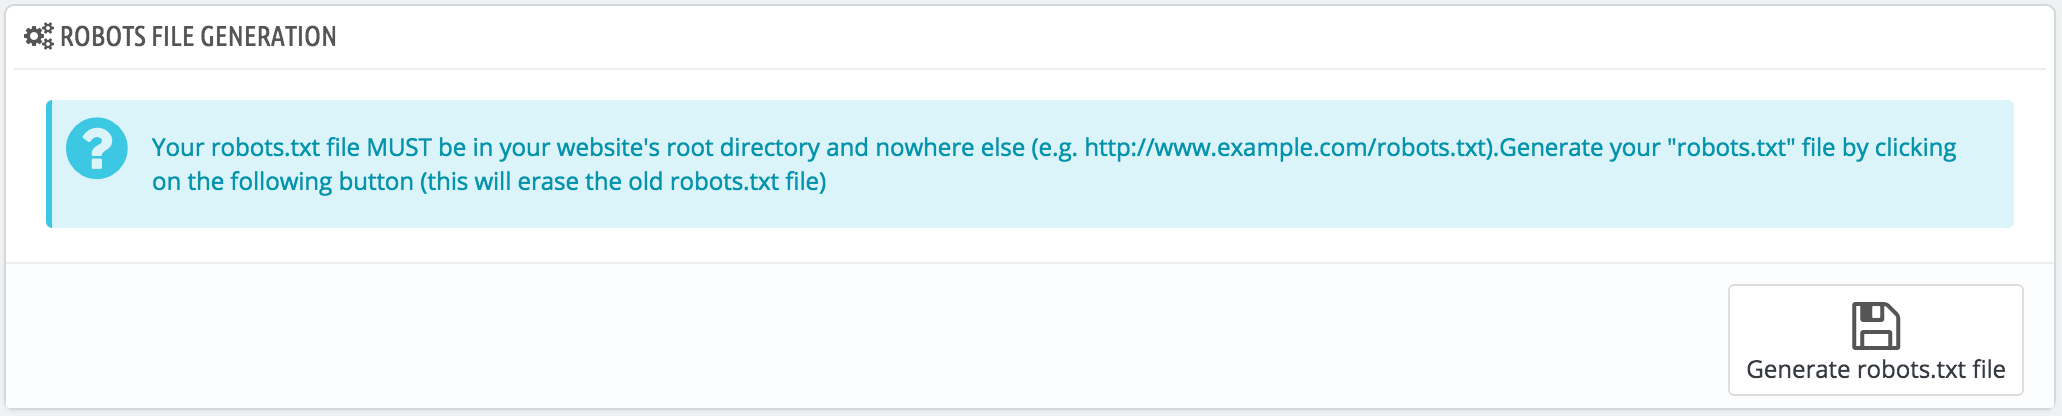 ROBOTS FILE GENERATION
Your robots.txt file MUST be in your website's root directory and nowhere else (e.g. http://www.example.com/robots.txt).Generate your "robots.txt" file by clicking
on the following button (this will erase the old robots.txt file)
Generate robots.txt file